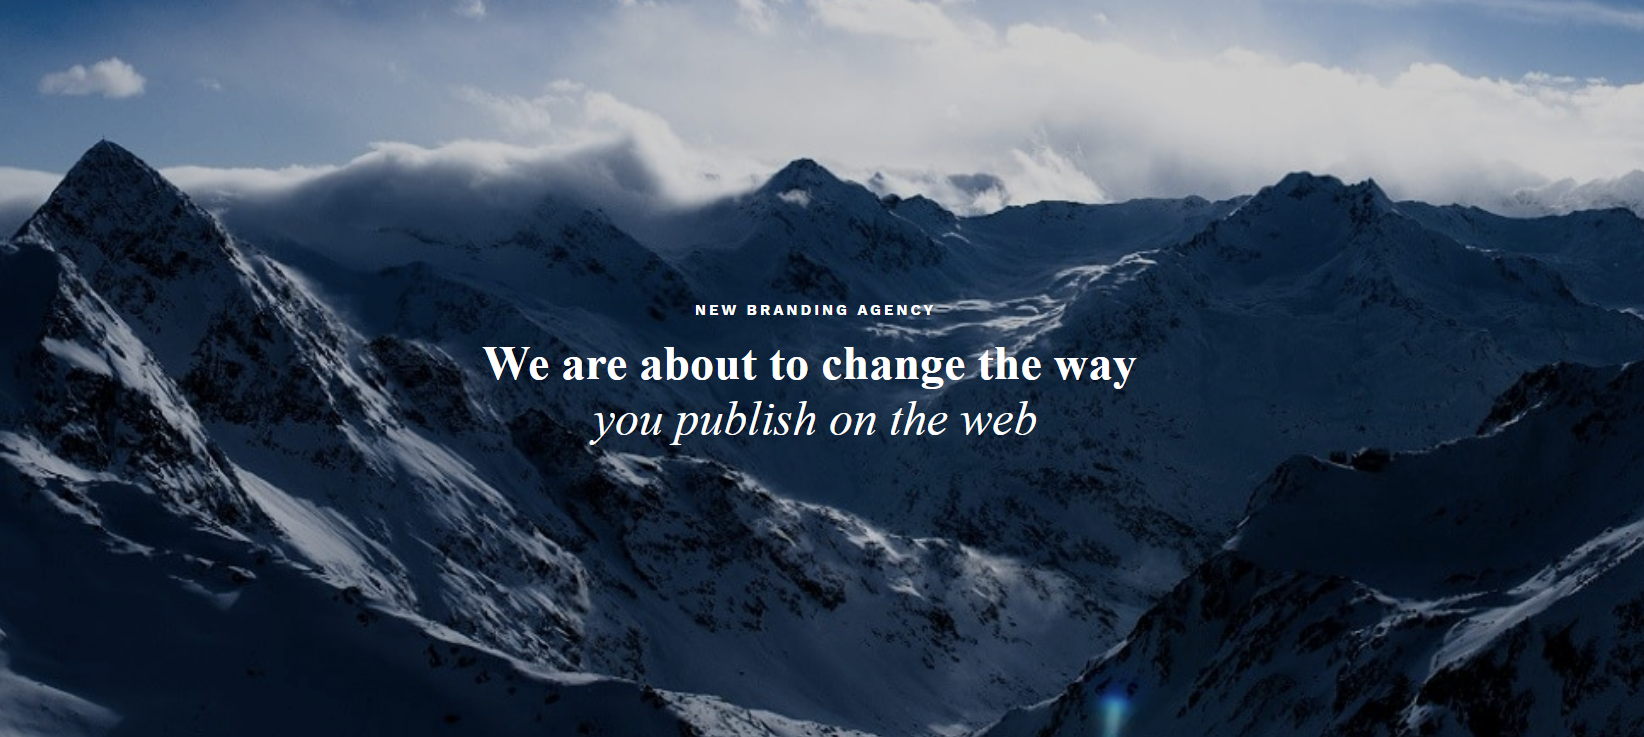 NEW BRANDING AGENCY
We are about to change the way
you publish on the web